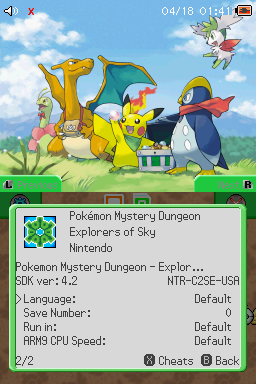 X 04/18 01:41
L R
Pokémon Mystery Dungeon
Explorers of Sky
Nintendo
Pokemon Mystery Dungeon - Explor...
SDK ver: 4.2 NTR-C2SE-USA
>Language: Default
Save Number: 0
Run in: Default
ARM9 CPU Speed: Default
2/2 X Cheats B Back